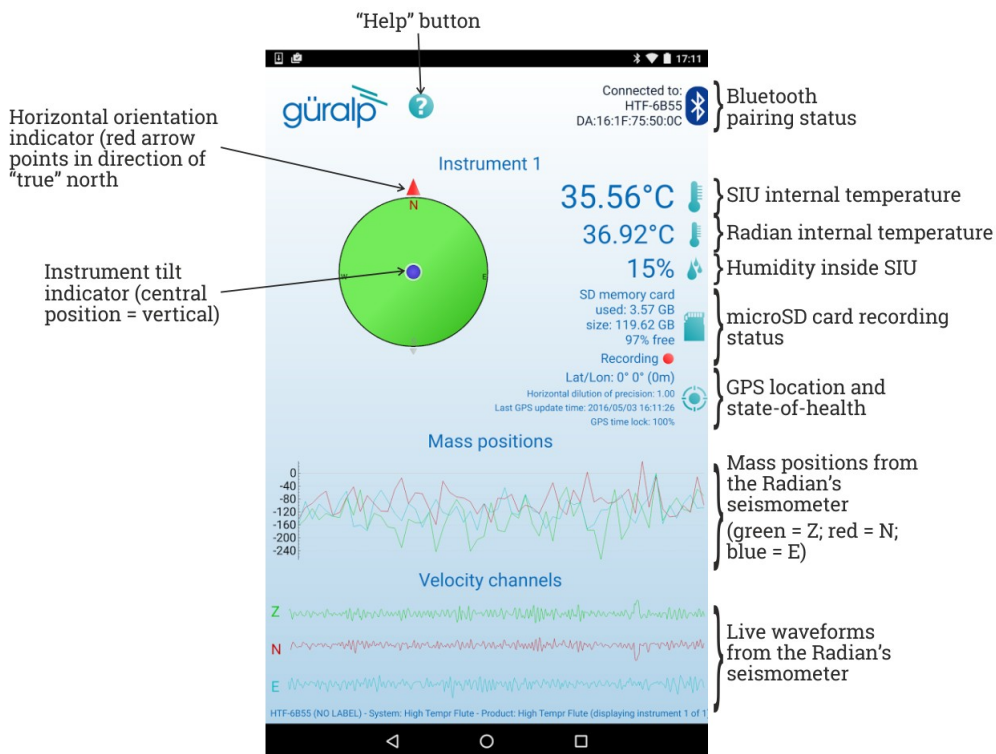 “Help” button
17:11
güralp
?
Connected to:
HTF-6B55
DA:16:1F:75:50:0C
Bluetooth
pairing status
Horizontal orientation
indicator (red arrow
points in direction of
“true” north
Instrument 1
N
W
E
Instrument tilt
indicator (central
position = vertical)
35.56°C
SIU internal temperature
36.92°C
Radian internal temperature
15%
Humidity inside SIU
SD memory card
used: 3.57 GB
size: 119.62 GB
97% free
Recording
microSD card recording
status
Lat/Lon: 0° 0° (0m)
Horizontal dilution of precision: 1.00
Last GPS update time: 2016/05/03 16:11:26
GPS time lock: 100%
GPS location and
state-of-health
Mass positions
0
-40
-80
-120
-160
-200
-240
Mass positions from
the Radian’s
seismometer
(green = Z; red = N;
blue = E)
Velocity channels
Z
N
E
Live waveforms
from the Radian’s
seismometer
HTF-6B55 (NO LABEL) - System: High Tempr Flute - Product: High Tempr Flute (displaying instrument 1 of 1